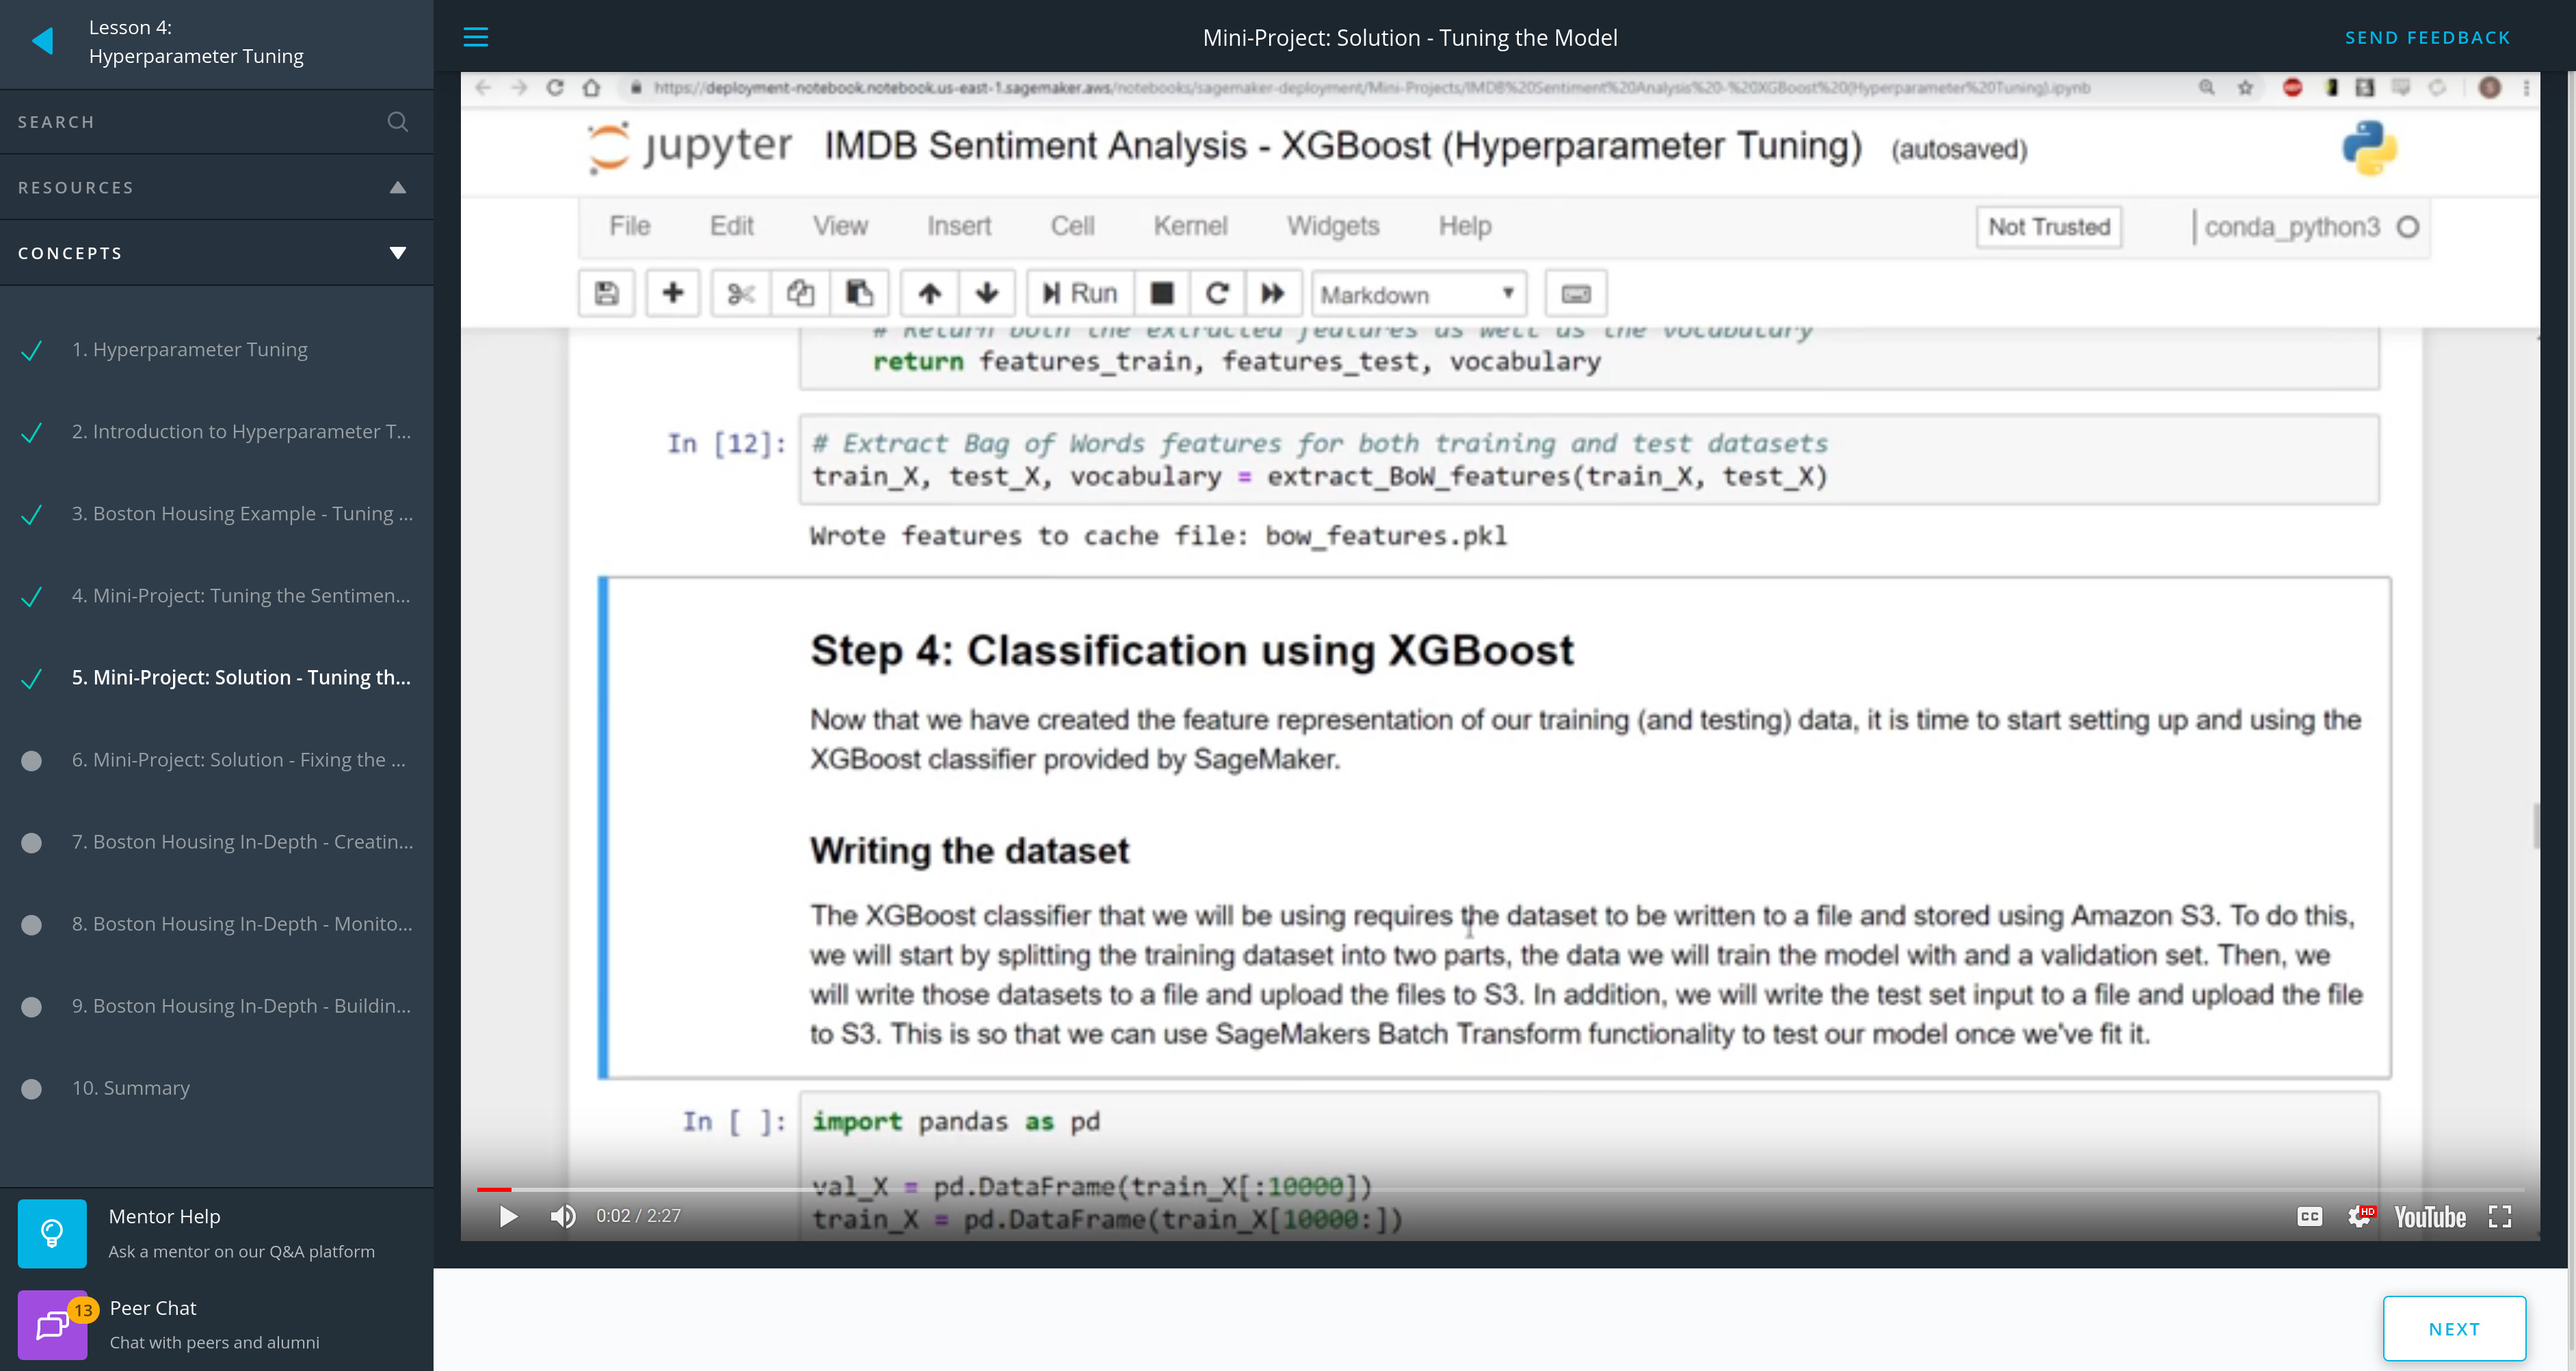 Lesson 4:
Hyperparameter Tuning
SEARCH
RESOURCES
CONCEPTS
1. Hyperparameter Tuning
2. Introduction to Hyperparameter T...
3. Boston Housing Example - Tuning ...
4. Mini-Project: Tuning the Sentimen...
5. Mini-Project: Solution - Tuning th...
6. Mini-Project: Solution - Fixing the ...
7. Boston Housing In-Depth - Creatin...
8. Boston Housing In-Depth - Monito...
9. Boston Housing In-Depth - Buildin...
10. Summary
Mentor Help
Ask a mentor on our Q&A platform
13
Peer Chat
Chat with peers and alumni
Mini-Project: Solution - Tuning the Model
SEND FEEDBACK
https://deployment-notebook.notebook.us-east-1.sagemaker.aws/notebooks/sagemaker-deployment/Mini-Projects/IMDB%20Sentiment%20Analysis%20-%20XGBoost%20(Hyperparameter%20Tuning).ipynb
jupyter IMDB Sentiment Analysis - XGBoost (Hyperparameter Tuning) (autosaved)
File Edit View Insert Cell Kernel Widgets Help Not Trusted conda_python3
Run Markdown
# Return both the extracted features as well as the vocabulary
return features_train, features_test, vocabulary
In [12]: # Extract Bag of Words features for both training and test datasets
train_X, test_X, vocabulary = extract_BoW_features(train_X, test_X)
Wrote features to cache file: bow_features.pkl
Step 4: Classification using XGBoost
Now that we have created the feature representation of our training (and testing) data, it is time to start setting up and using the
XGBoost classifier provided by SageMaker.
Writing the dataset
The XGBoost classifier that we will be using requires the dataset to be written to a file and stored using Amazon S3. To do this,
we will start by splitting the training dataset into two parts, the data we will train the model with and a validation set. Then, we
will write those datasets to a file and upload the files to S3. In addition, we will write the test set input to a file and upload the file
to S3. This is so that we can use SageMakers Batch Transform functionality to test our model once we've fit it.
In [ ]: import pandas as pd
val_X = pd.DataFrame(train_X[:10000])
train_X = pd.DataFrame(train_X[10000:])
0:02 / 2:27
CC
HD
YouTube
NEXT